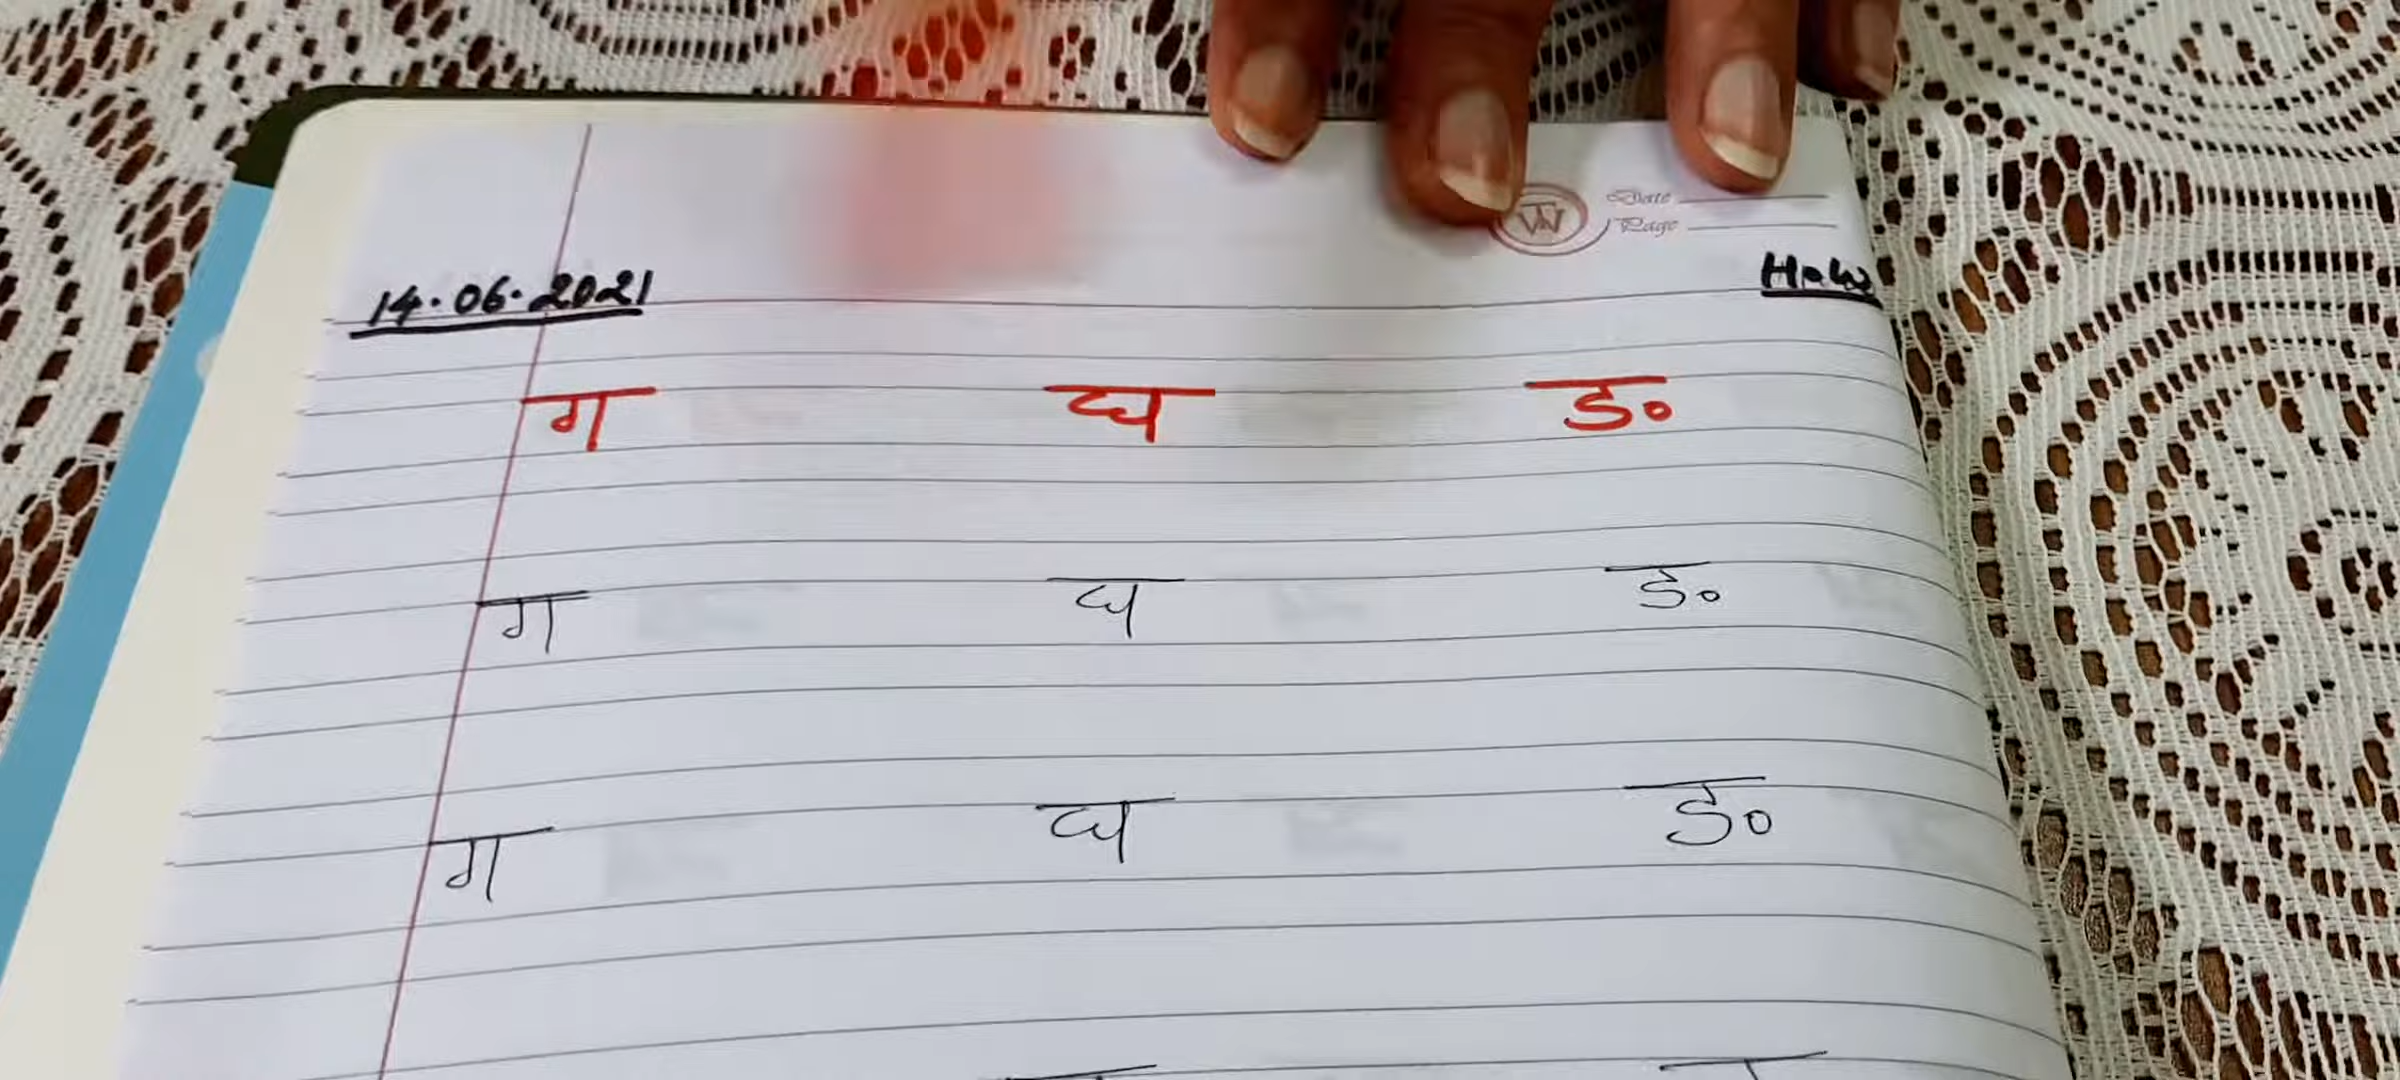 Date
Page
14.06.2021 H.W
ग घ ङ
ग घ ङ
ग घ ङ